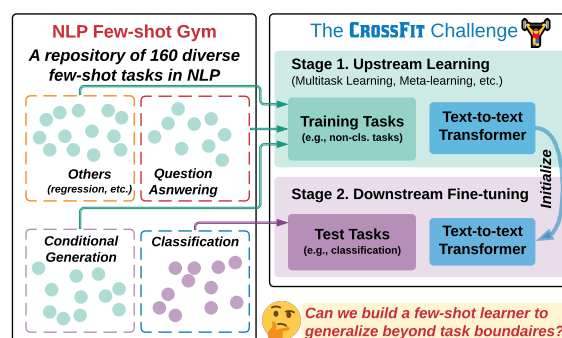 NLP Few-shot Gym
A repository of 160 diverse
few-shot tasks in NLP
Others
(regression, etc.)
Question
Asnwering
Conditional
Generation
Classification
The CROSSFIT Challenge
Stage 1. Upstream Learning
(Multitask Learning, Meta-learning, etc.)
Training Tasks
(e.g., non-cls. tasks)
Text-to-text
Transformer
Initialize
Stage 2. Downstream Fine-tuning
Test Tasks
(e.g., classification)
Text-to-text
Transformer
Can we build a few-shot learner to
generalize beyond task boundaires?